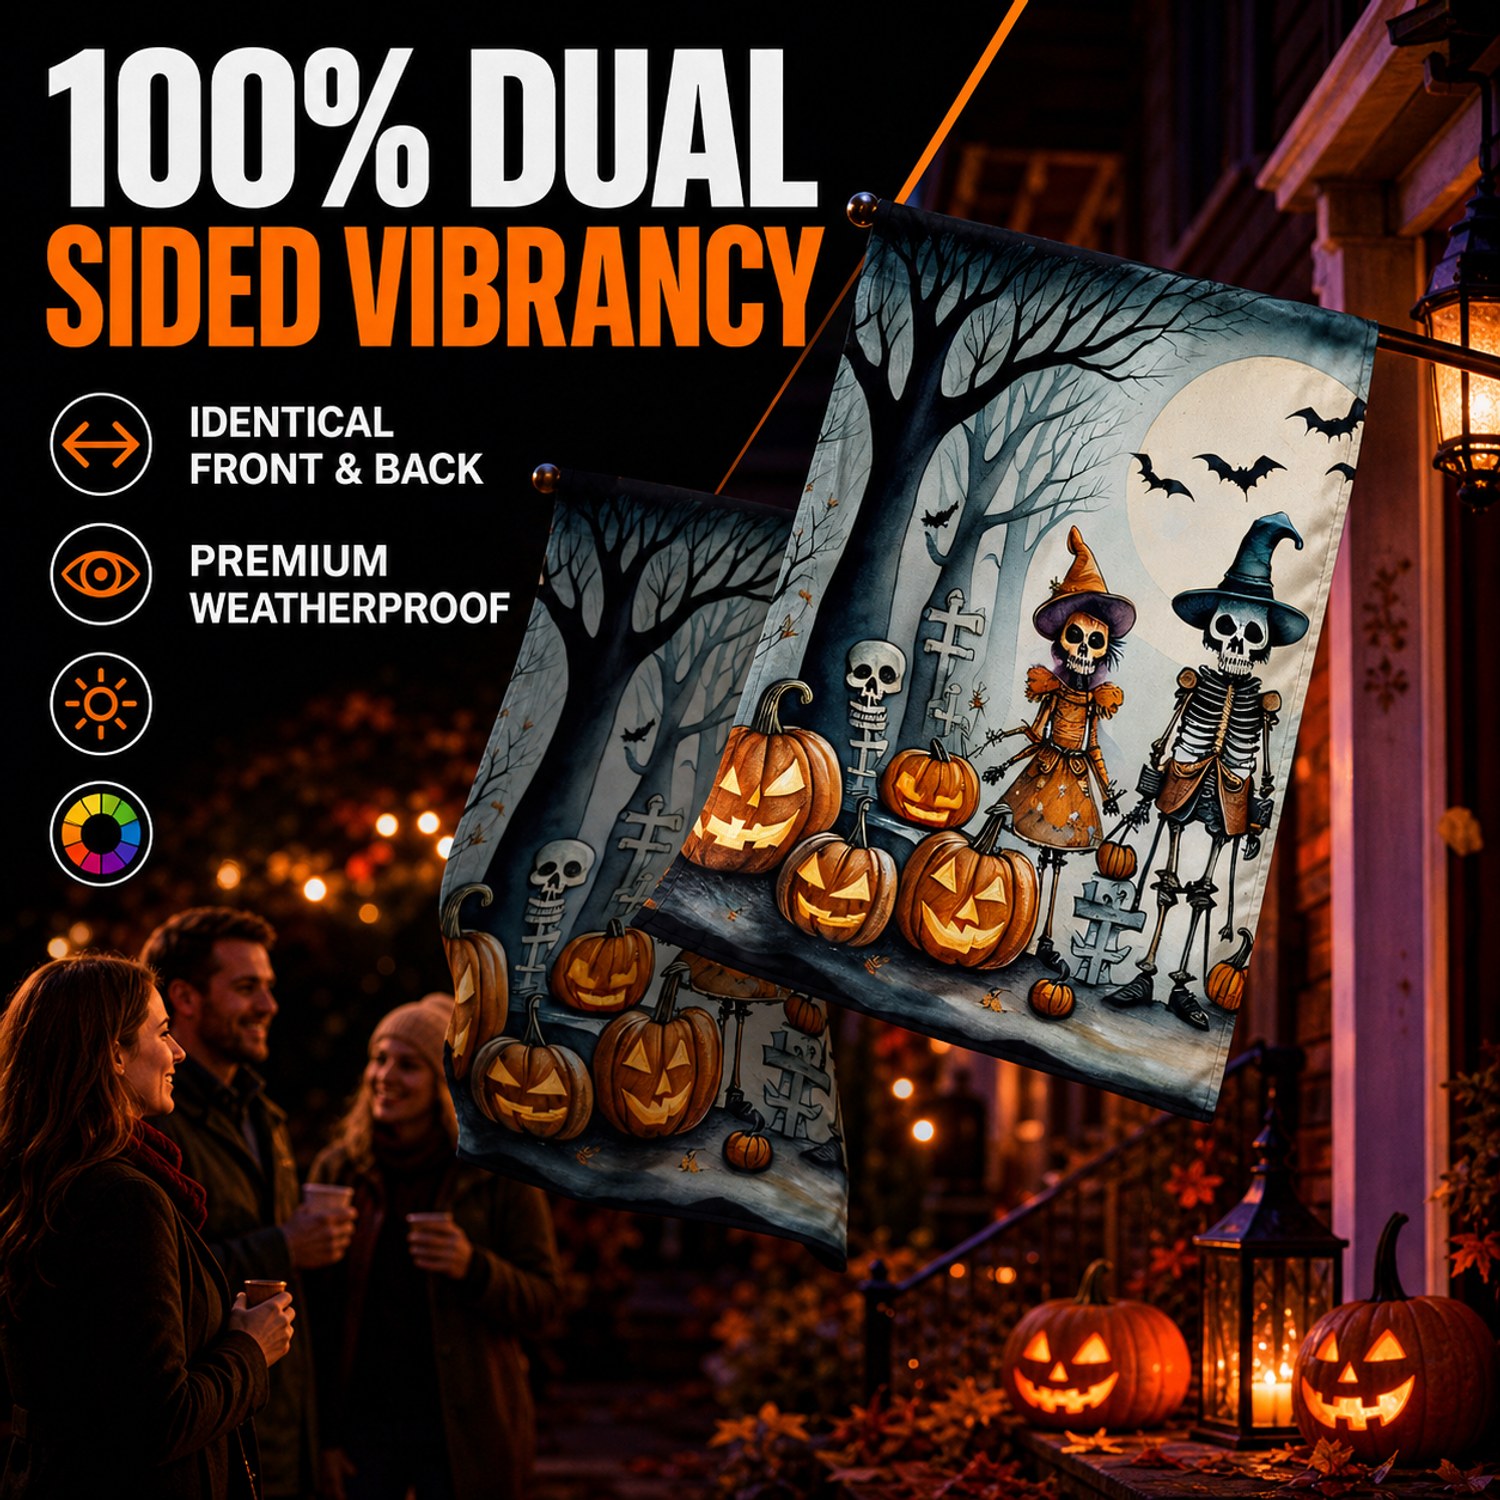 100% DUAL
SIDED VIBRANCY
IDENTICAL
FRONT & BACK
PREMIUM
WEATHERPROOF